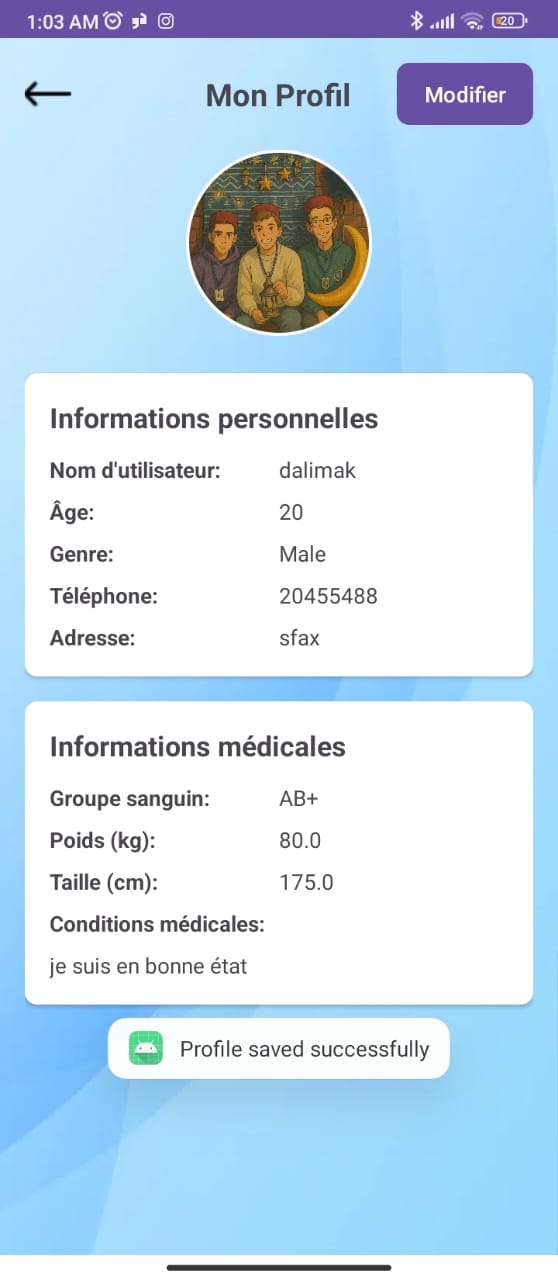 1:03 AM
20
Mon Profil
Modifier
Informations personnelles
Nom d'utilisateur: dalimak
Âge: 20
Genre: Male
Téléphone: 20455488
Adresse: sfax
Informations médicales
Groupe sanguin: AB+
Poids (kg): 80.0
Taille (cm): 175.0
Conditions médicales:
je suis en bonne état
Profile saved successfully